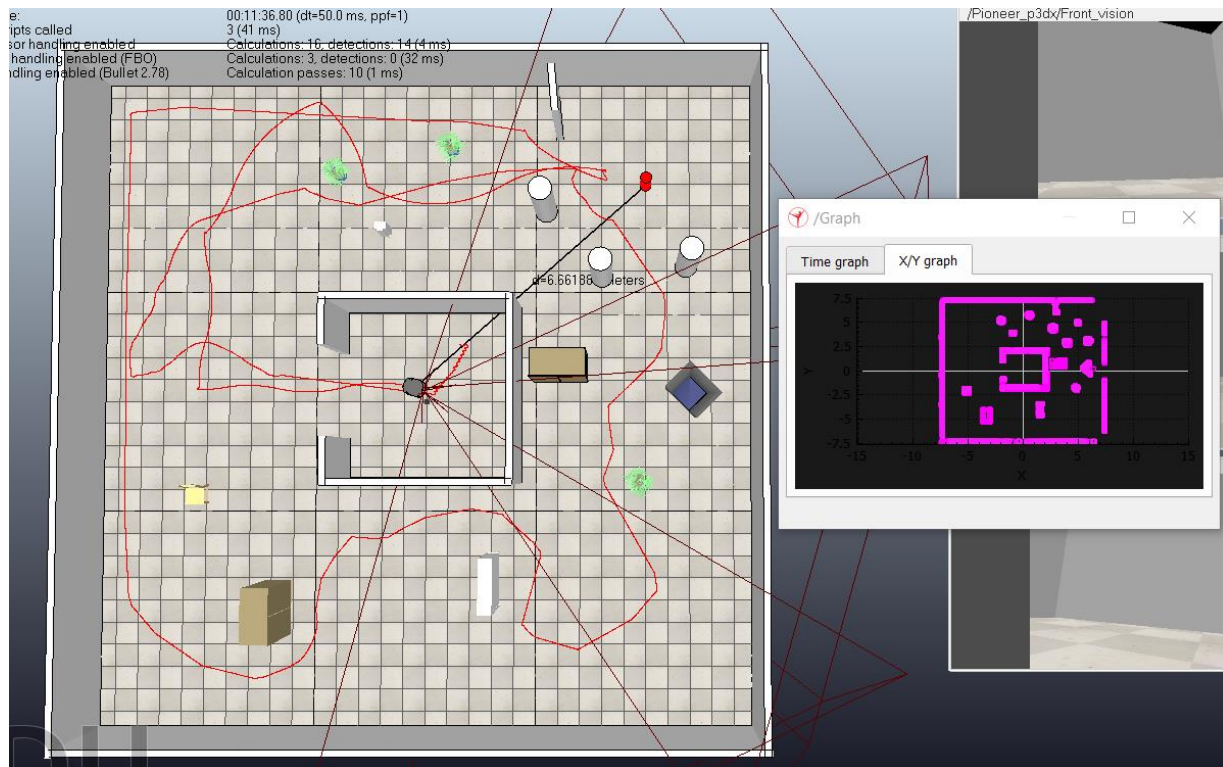 e: 00:11:36.80 (dt=50.0 ms, ppf=1)
ripts called 3 (41 ms)
sor handling enabled Calculations: 16, detections: 14 (4 ms)
handling enabled (FBO) Calculations: 3, detections: 0 (32 ms)
ndling enabled (Bullet 2.78) Calculation passes: 10 (1 ms)
/Pioneer_p3dx/Front_vision
/Graph
Time graph X/Y graph
7.5
5
2.5
0
-2.5
-5
-7.5
Y
-15 -10 -5 0 5 10 15
X
d=6.66188 eters